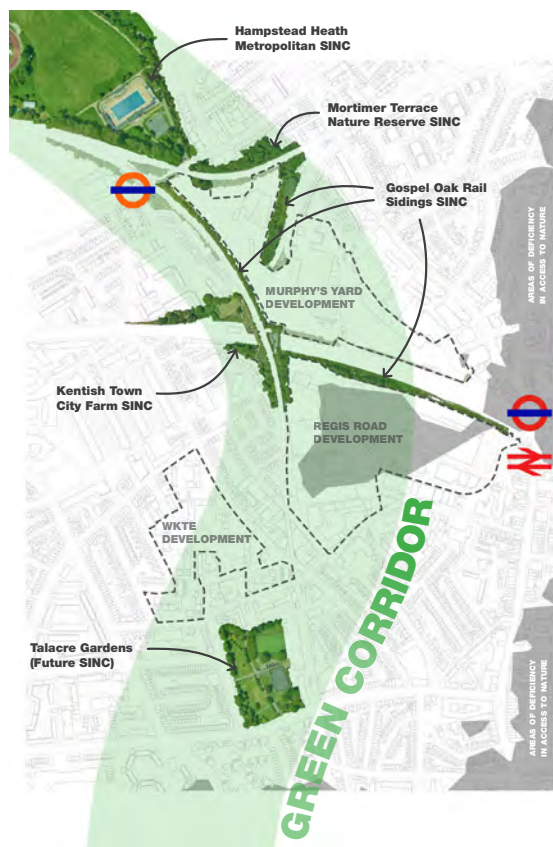 Hampstead Heath
Metropolitan SINC
Mortimer Terrace
Nature Reserve SINC
Gospel Oak Rail
Sidings SINC
AREAS OF DEFICIENCY
IN ACCESS TO NATURE
MURPHY'S YARD
DEVELOPMENT
Kentish Town
City Farm SINC
REGIS ROAD
DEVELOPMENT
WKTE
DEVELOPMENT
GREEN CORRIDOR
Talacre Gardens
(Future SINC)
AREAS OF DEFICIENCY
IN ACCESS TO NATURE